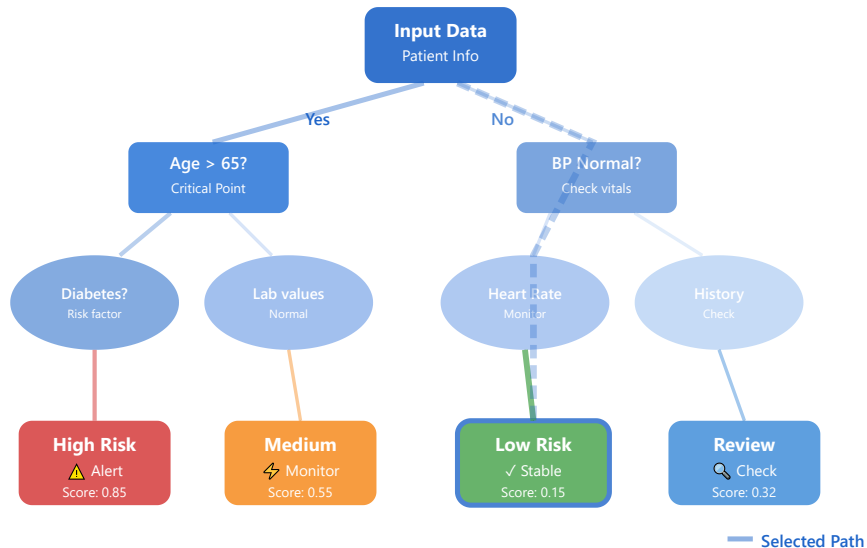 Input Data
Patient Info
Yes
No
Age > 65?
Critical Point
BP Normal?
Check vitals
Diabetes?
Risk factor
Lab values
Normal
Heart Rate
Monitor
History
Check
High Risk
⚠ Alert
Score: 0.85
Medium
⚡ Monitor
Score: 0.55
Low Risk
✓ Stable
Score: 0.15
Review
🔍 Check
Score: 0.32
Selected Path